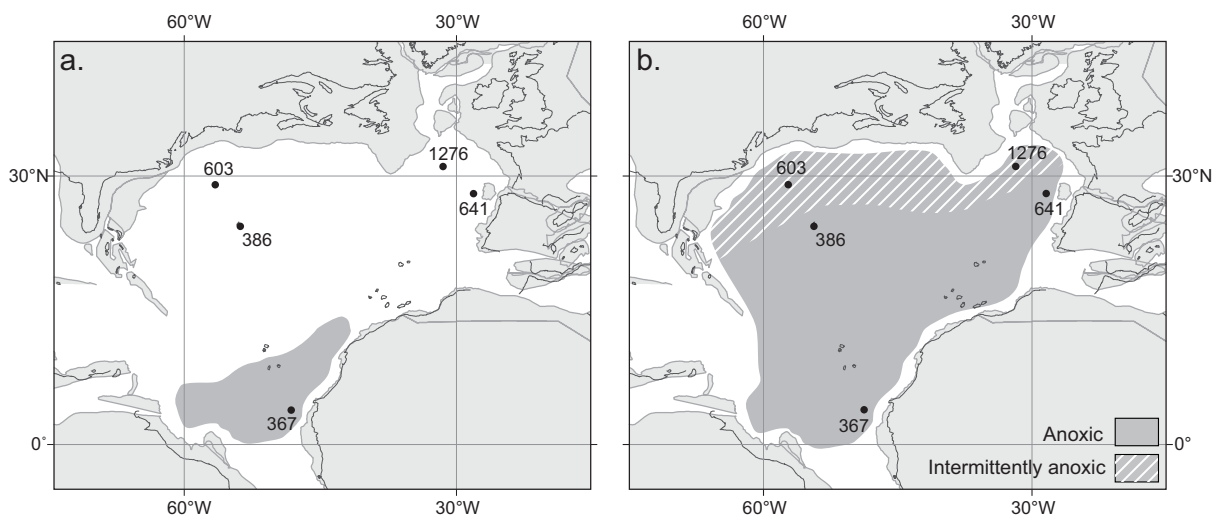 60°W 30°W 60°W 30°W
a. b.
30°N 30°N
603 1276 603 1276
641 641
386 386
367 367
Anoxic
0° 0°
Intermittently anoxic
60°W 30°W 60°W 30°W